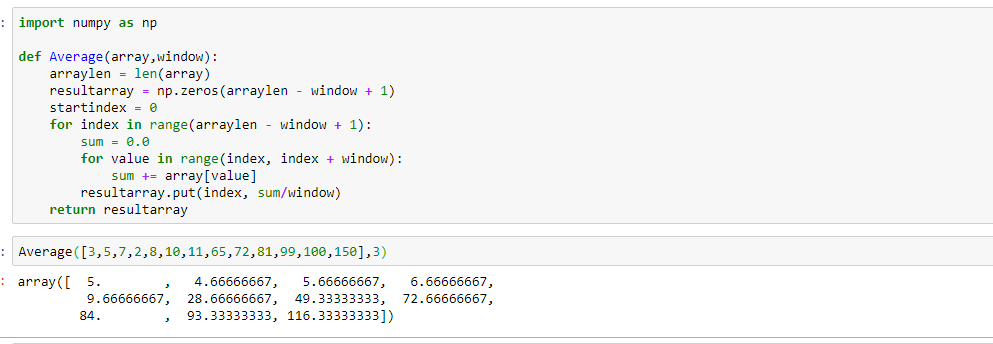 : import numpy as np
def Average(array,window):
    arraylen = len(array)
    resultarray = np.zeros(arraylen - window + 1)
    startindex = 0
    for index in range(arraylen - window + 1):
        sum = 0.0
        for value in range(index, index + window):
            sum += array[value]
        resultarray.put(index, sum/window)
    return resultarray
: Average([3,5,7,2,8,10,11,65,72,81,99,100,150],3)
: array([  5.        ,   4.66666667,   5.66666667,   6.66666667,
         9.66666667,  28.66666667,  49.33333333,  72.66666667,
        84.        ,  93.33333333, 116.33333333])